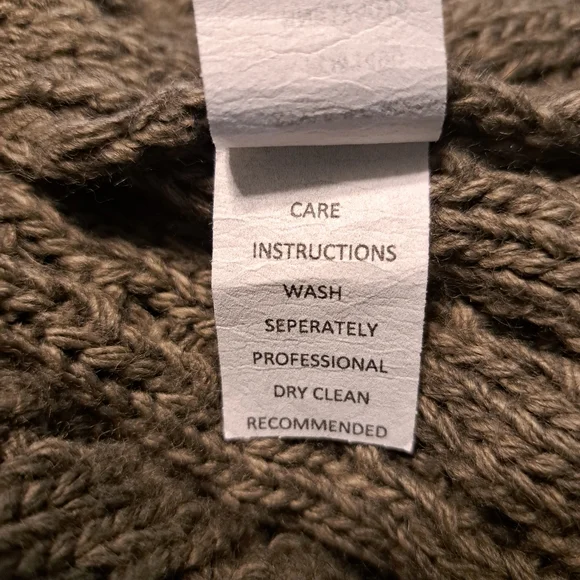 CARE
INSTRUCTIONS
WASH
SEPERATELY
PROFESSIONAL
DRY CLEAN
RECOMMENDED